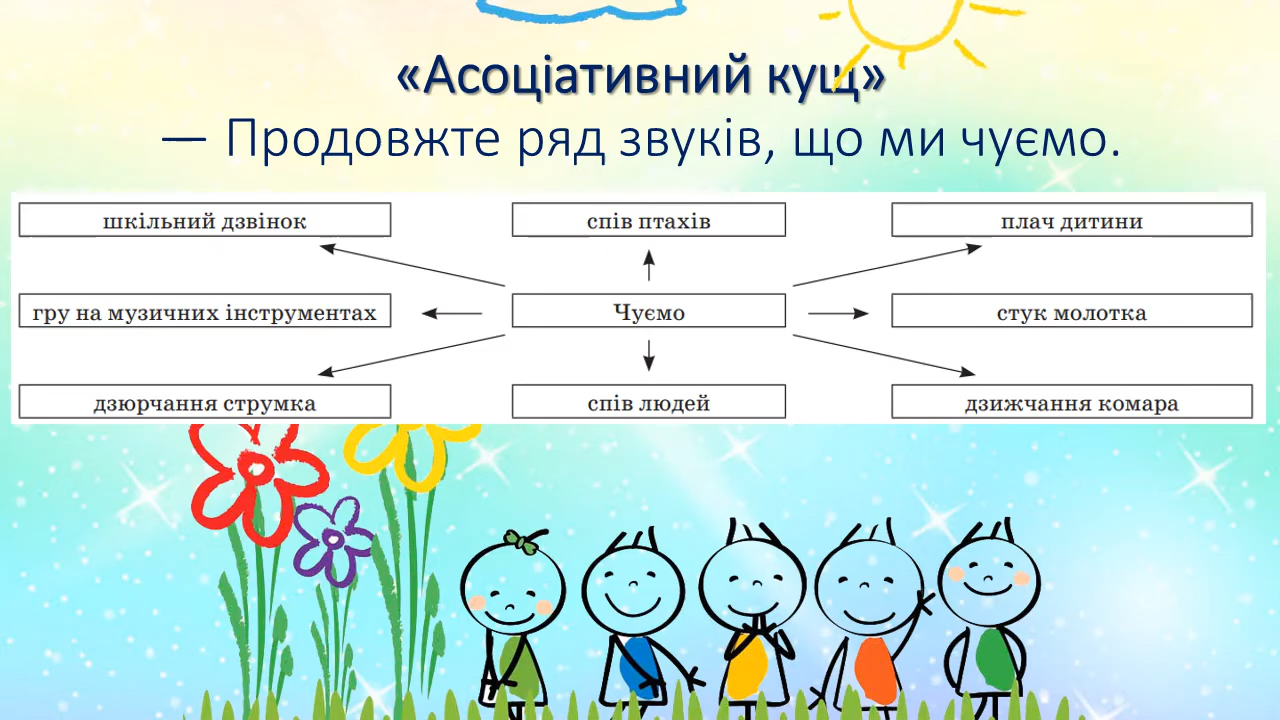 «Асоціативний кущ»
— Продовжте ряд звуків, що ми чуємо.
шкільний дзвінок
спів птахів
плач дитини
гру на музичних інструментах
Чуємо
стук молотка
дзюрчання струмка
спів людей
дзижчання комара